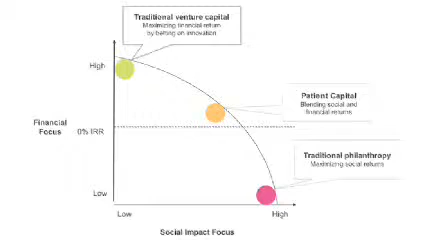 Traditional venture capital
Maximizing financial return
by betting on innovation
High
Patient Capital
Blending social and
financial returns
Financial
Focus
0% IRR
Traditional philanthropy
Maximizing social returns
Low
Low
High
Social Impact Focus